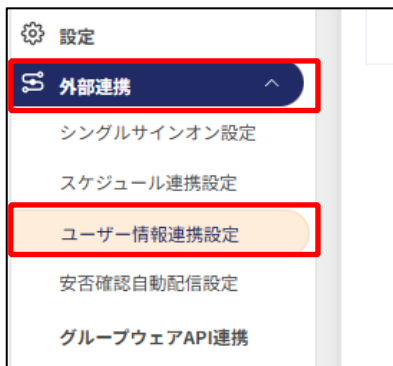 設定
外部連携
シングルサインオン設定
スケジュール連携設定
ユーザー情報連携設定
安否確認自動配信設定
グループウェアAPI連携